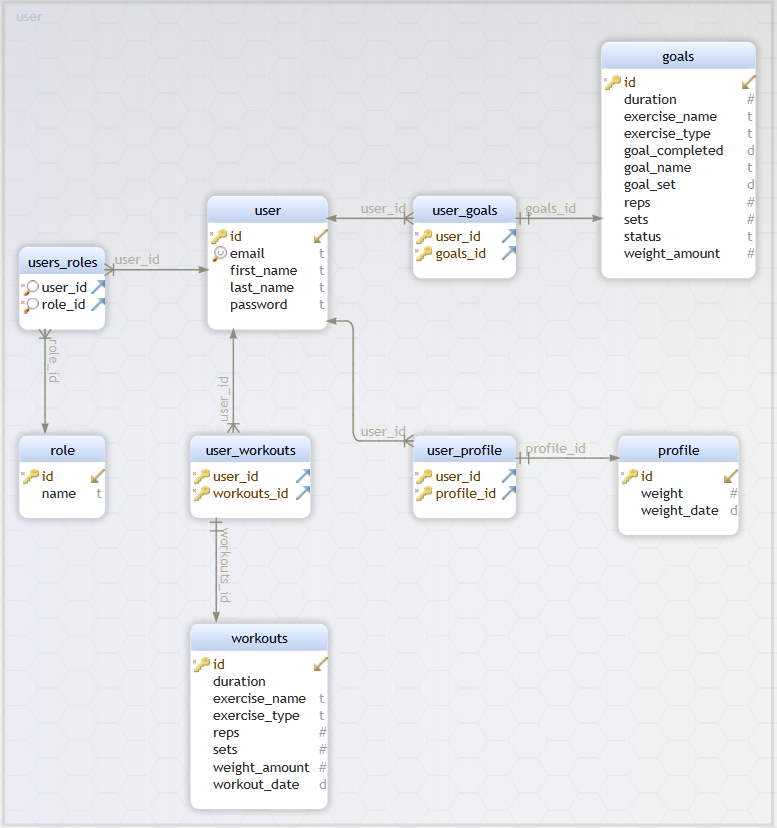 user
goals
id
duration #
exercise_name t
exercise_type t
goal_completed d
goal_name t
goal_set d
reps #
sets #
status t
weight_amount #
user
id
email t
first_name t
last_name t
password t
user_id
user_goals
user_id
goals_id
goals_id
users_roles
user_id
role_id
user_id
role_id
role
id
name t
user_id
user_workouts
user_id
workouts_id
user_id
user_profile
user_id
profile_id
profile_id
profile
id
weight #
weight_date d
workouts_id
workouts
id
duration
exercise_name t
exercise_type t
reps #
sets #
weight_amount #
workout_date d